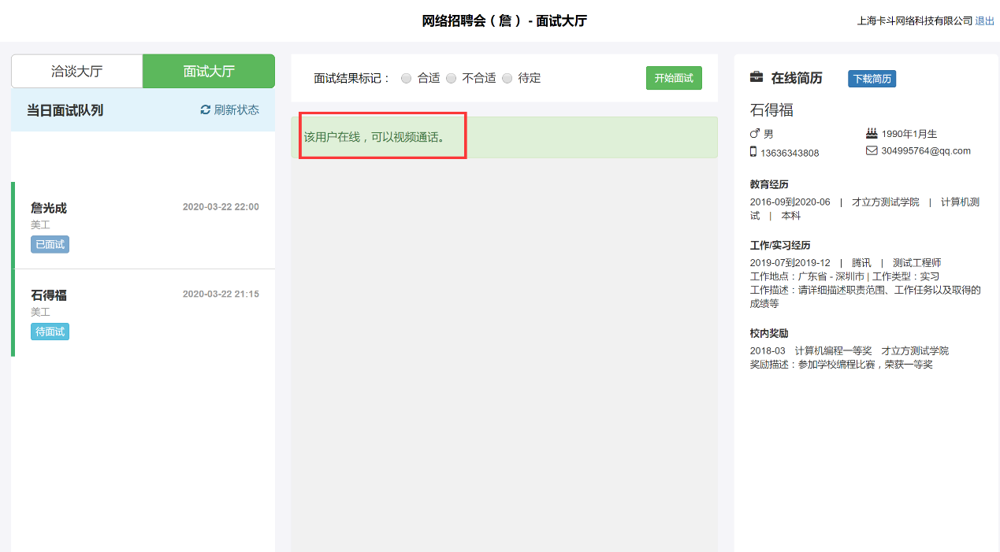 网络招聘会（詹） - 面试大厅
上海卡斗网络科技有限公司 退出
洽谈大厅
面试大厅
当日面试队列
刷新状态
詹光成
2020-03-22 22:00
美工
已面试
石得福
2020-03-22 21:15
美工
待面试
面试结果标记： 合适 不合适 待定
开始面试
该用户在线，可以视频通话。
在线简历
下载简历
石得福
男
1990年1月生
13636343808
304995764@qq.com
教育经历
2016-09到2020-06 | 才立方测试学院 | 计算机测
试 | 本科
工作/实习经历
2019-07到2019-12 | 腾讯 | 测试工程师
工作地点：广东省 - 深圳市 | 工作类型：实习
工作描述：请详细描述职责范围、工作任务以及取得的
成绩等
校内奖励
2018-03 计算机编程一等奖 才立方测试学院
奖励描述：参加学校编程比赛，荣获一等奖